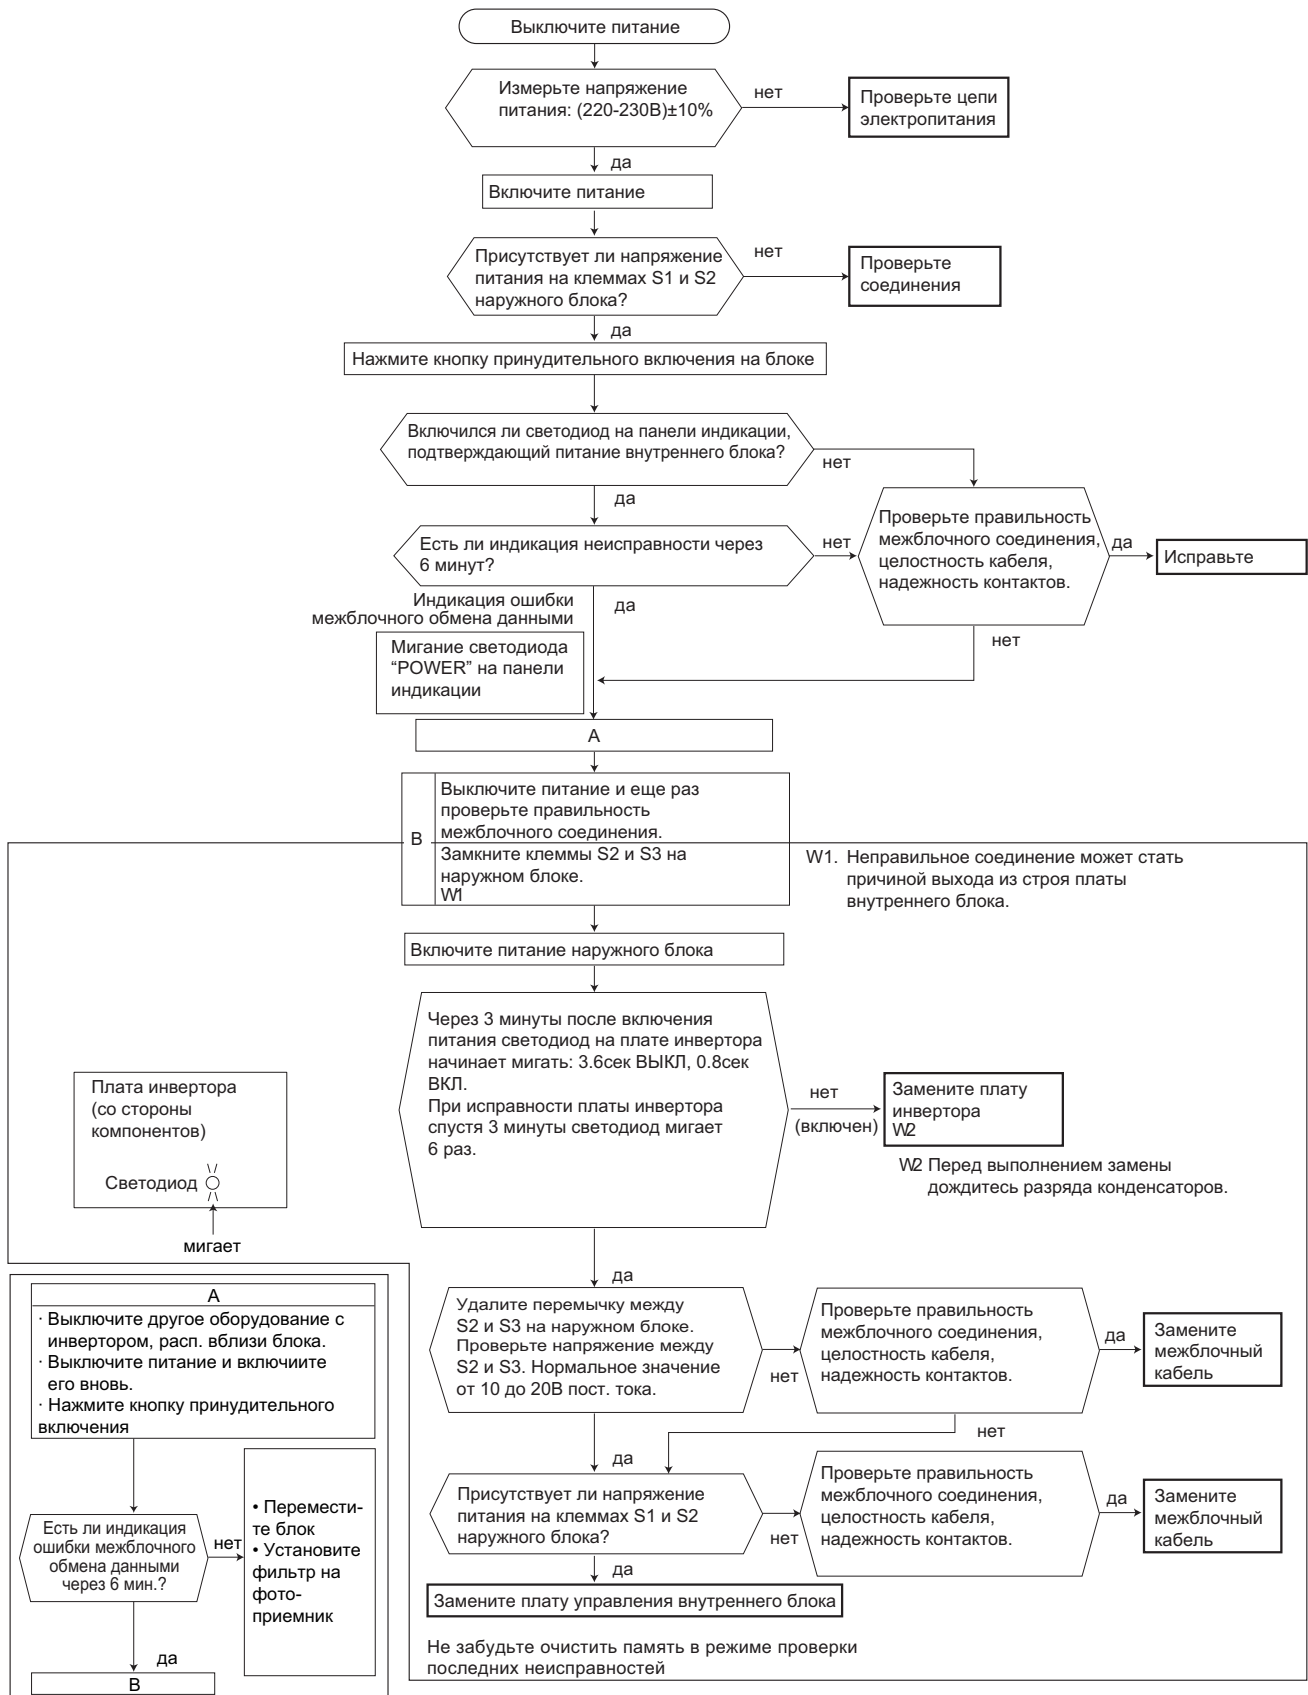 Выключите питание
Измерьте напряжение
питания: (220-230В)±10%
нет
Проверьте цепи
электропитания
да
Включите питание
Присутствует ли напряжение
питания на клеммах S1 и S2
наружного блока?
нет
Проверьте
соединения
да
Нажмите кнопку принудительного включения на блоке
Включился ли светодиод на панели индикации,
подтверждающий питание внутреннего блока?
нет
да
Есть ли индикация неисправности через
6 минут?
нет
Проверьте правильность
межблочного соединения,
целостность кабеля,
надежность контактов.
да
Исправьте
Индикация ошибки
межблочного обмена данными
да
нет
Мигание светодиода
“POWER” на панели
индикации
A
B
Выключите питание и еще раз
проверьте правильность
межблочного соединения.
Замкните клеммы S2 и S3 на
наружном блоке.
W1
W1. Неправильное соединение может стать
причиной выхода из строя платы
внутреннего блока.
Включите питание наружного блока
Через 3 минуты после включения
питания светодиод на плате инвертора
начинает мигать: 3.6сек ВЫКЛ, 0.8сек
ВКЛ.
При исправности платы инвертора
спустя 3 минуты светодиод мигает
6 раз.
нет
(включен)
Замените плату
инвертора
W2
W2 Перед выполнением замены
дождитесь разряда конденсаторов.
Плата инвертора
(со стороны
компонентов)
Светодиод
мигает
да
Удалите перемычку между
S2 и S3 на наружном блоке.
Проверьте напряжение между
S2 и S3. Нормальное значение
от 10 до 20В пост. тока.
нет
Проверьте правильность
межблочного соединения,
целостность кабеля,
надежность контактов.
да
Замените
межблочный
кабель
нет
да
Присутствует ли напряжение
питания на клеммах S1 и S2
наружного блока?
нет
Проверьте правильность
межблочного соединения,
целостность кабеля,
надежность контактов.
да
Замените
межблочный
кабель
да
Замените плату управления внутреннего блока
Не забудьте очистить память в режиме проверки
последних неисправностей
A
· Выключите другое оборудование с
инвертором, расп. вблизи блока.
· Выключите питание и включиите
его вновь.
· Нажмите кнопку принудительного
включения
Есть ли индикация
ошибки межблочного
обмена данными
через 6 мин.?
нет
• Перемести-
те блок
• Установите
фильтр на
фото-
приемник
да
B